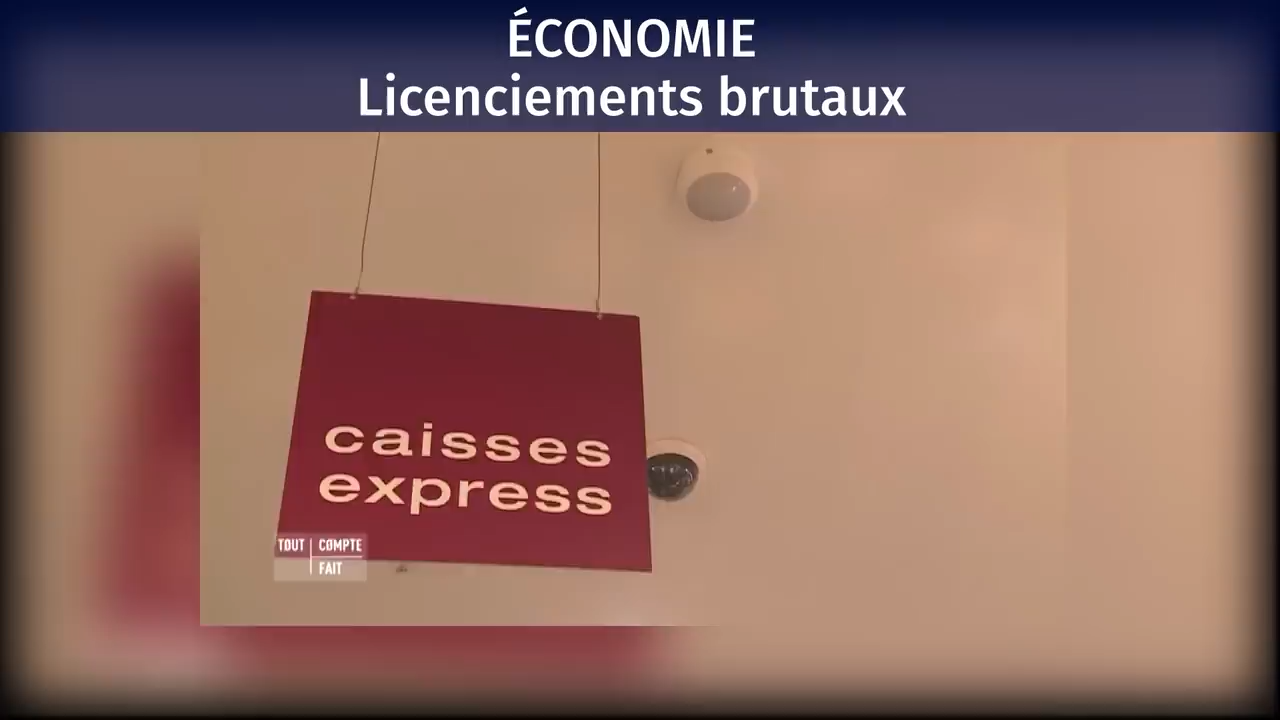 ÉCONOMIE
Licenciements brutaux
caisses
express
TOUT COMPTE
FAIT